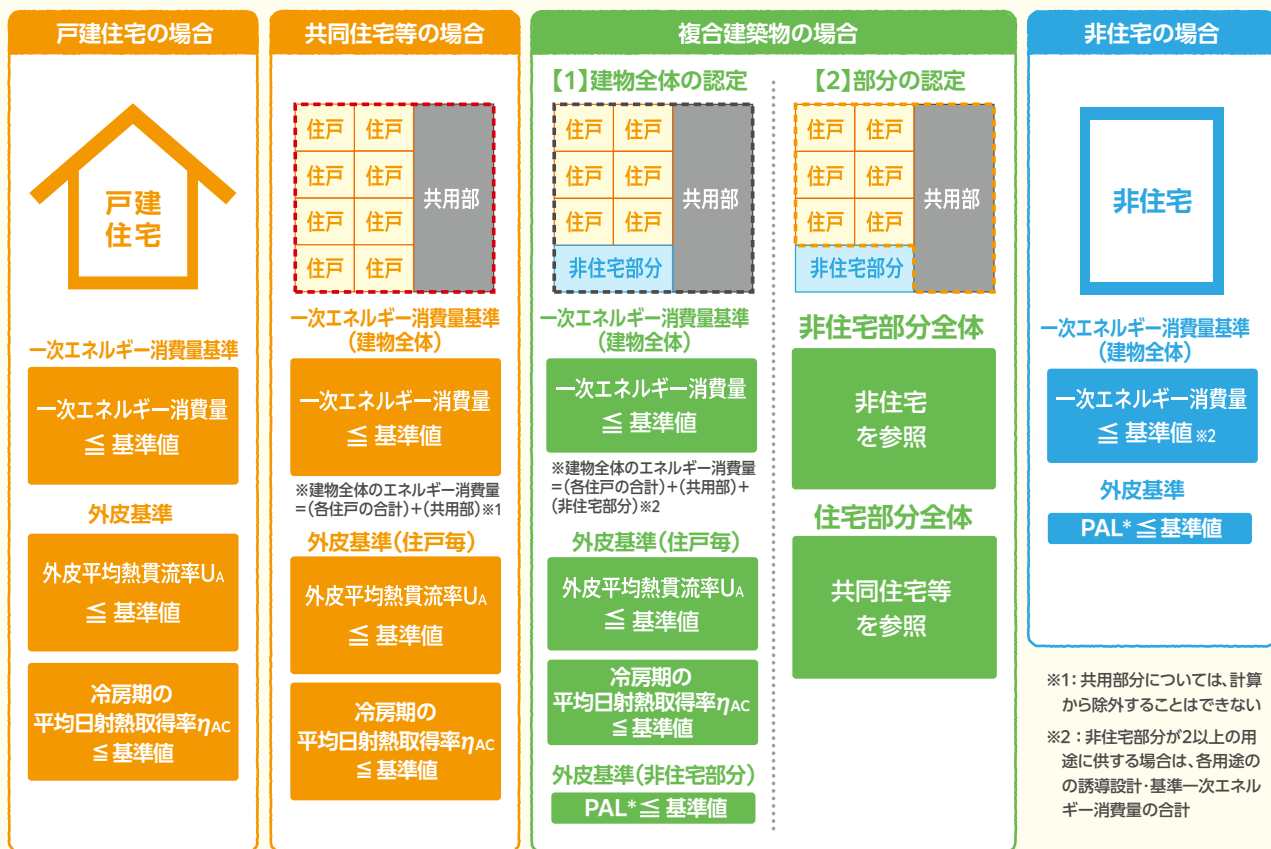 戸建住宅の場合
戸建
住宅
一次エネルギー消費量基準
一次エネルギー消費量
≦ 基準値
外皮基準
外皮平均熱貫流率UA
≦ 基準値
冷房期の
平均日射熱取得率ηAC
≦ 基準値
共同住宅等の場合
住戸 住戸
住戸 住戸
住戸 住戸
住戸 住戸
共用部
一次エネルギー消費量基準
(建物全体)
一次エネルギー消費量
≦ 基準値
※建物全体のエネルギー消費量
=(各住戸の合計)+(共用部)※1
外皮基準(住戸毎)
外皮平均熱貫流率UA
≦ 基準値
冷房期の
平均日射熱取得率ηAC
≦ 基準値
複合建築物の場合
【1】建物全体の認定
住戸 住戸
住戸 住戸
住戸 住戸
共用部
非住宅部分
一次エネルギー消費量基準
(建物全体)
一次エネルギー消費量
≦ 基準値
※建物全体のエネルギー消費量
=(各住戸の合計)+(共用部)+
(非住宅部分)※2
外皮基準(住戸毎)
外皮平均熱貫流率UA
≦ 基準値
冷房期の
平均日射熱取得率ηAC
≦ 基準値
外皮基準(非住宅部分)
PAL*≦ 基準値
【2】部分の認定
住戸 住戸
住戸 住戸
住戸 住戸
共用部
非住宅部分
非住宅部分全体
非住宅
を参照
住宅部分全体
共同住宅等
を参照
非住宅の場合
非住宅
一次エネルギー消費量基準
(建物全体)
一次エネルギー消費量
≦ 基準値※2
外皮基準
PAL*≦ 基準値
※1:共用部分については、計算
から除外することはできない
※2:非住宅部分が2以上の用
途に供する場合は、各用途の
の誘導設計・基準一次エネル
ギー消費量の合計